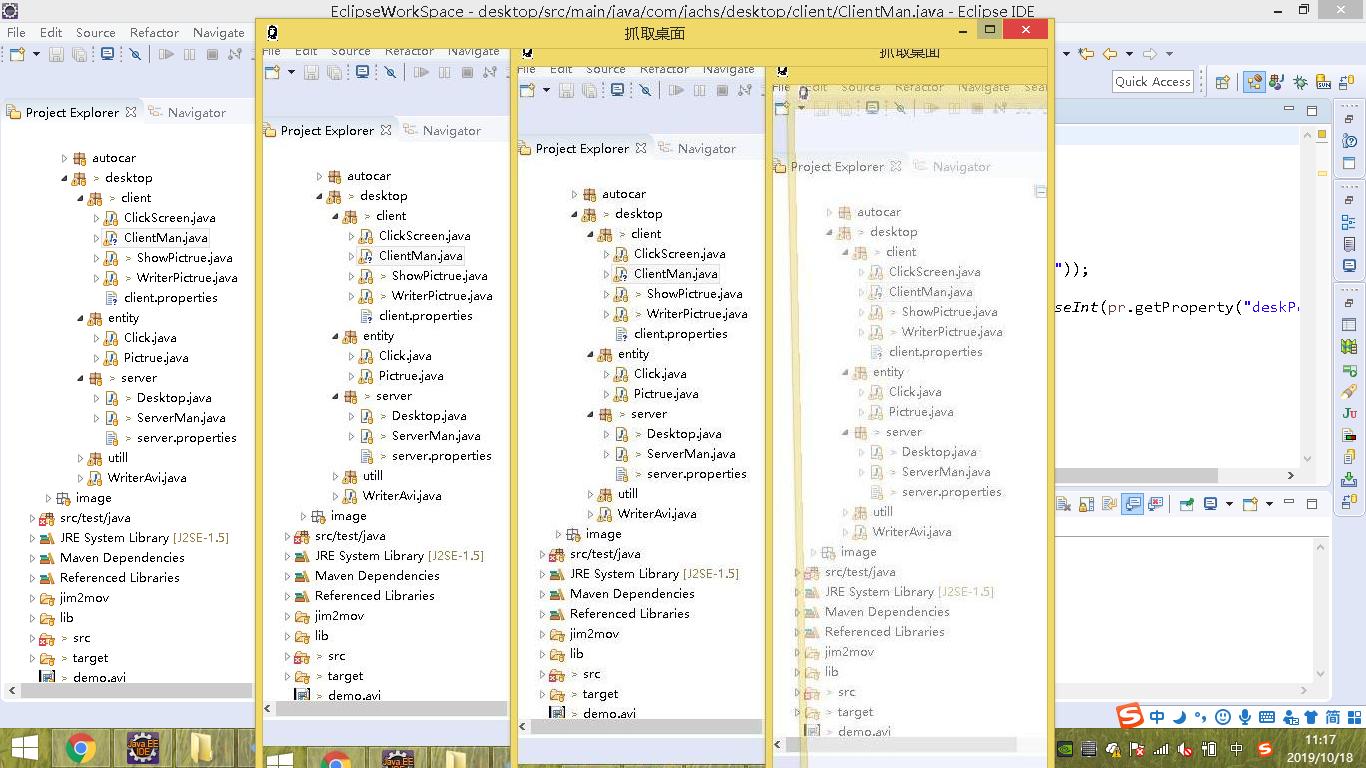 EclipseWorkSpace - desktop/src/main/java/com/jachs/desktop/client/ClientMan.java - Eclipse IDE
File Edit Source Refactor Navigate
Quick Access
Project Explorer Navigator
autocar
> desktop
> client
ClickScreen.java
ClientMan.java
> ShowPictrue.java
> WriterPictrue.java
client.properties
entity
Click.java
Pictrue.java
> server
> Desktop.java
> ServerMan.java
> server.properties
utill
WriterAvi.java
image
src/test/java
JRE System Library [J2SE-1.5]
Maven Dependencies
Referenced Libraries
jim2mov
lib
> src
> target
demo.avi
抓取桌面
File Edit Source Refactor Navigate
Project Explorer Navigator
autocar
> desktop
> client
ClickScreen.java
ClientMan.java
> ShowPictrue.java
> WriterPictrue.java
client.properties
entity
Click.java
Pictrue.java
> server
> Desktop.java
ServerMan.java
> server.properties
utill
WriterAvi.java
image
src/test/java
JRE System Library [J2SE-1.5]
Maven Dependencies
Referenced Libraries
jim2mov
lib
> src
> target
> demo.avi
抓取桌面
File Edit Source Refactor Navigate
Project Explorer Navigator
autocar
> desktop
> client
ClickScreen.java
ClientMan.java
> ShowPictrue.java
> WriterPictrue.java
client.properties
entity
Click.java
Pictrue.java
> server
> Desktop.java
> ServerMan.java
> server.properties
utill
WriterAvi.java
image
src/test/java
JRE System Library [J2SE-1.5]
Maven Dependencies
Referenced Libraries
jim2mov
lib
> src
> target
> demo.avi
File Edit Source Refactor Navigate
Project Explorer Navigator
autocar
> desktop
> client
ClickScreen.java
ClientMan.java
> ShowPictrue.java
> WriterPictrue.java
client.properties
entity
Click.java
Pictrue.java
> server
> Desktop.java
> ServerMan.java
> server.properties
utill
WriterAvi.java
image
src/test/java
JRE System Library [J2SE-1.5]
Maven Dependencies
Referenced Libraries
jim2mov
lib
> src
> target
> demo.avi
"));
seInt(pr.getProperty("deskP
Ju
中 简
Java EE IDE
中
11:17
2019/10/18